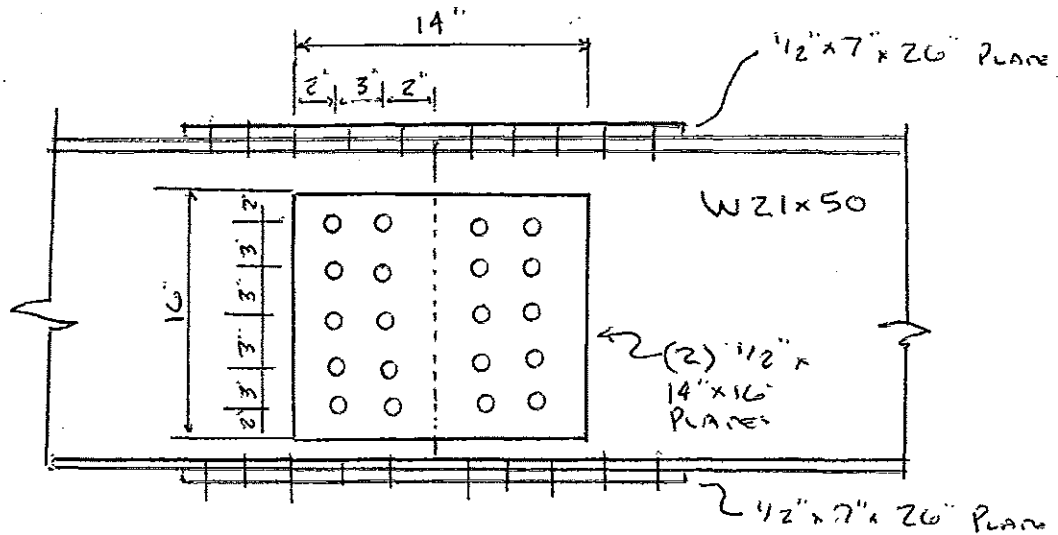 14"
1/2" x 7" x 26" PLATE
2" 3" 2"
W21x50
2" 3" 3" 3" 3" 2"
16"
(2) 1/2" x
14" x 16"
PLATES
1/2" x 7" x 26" PLATE